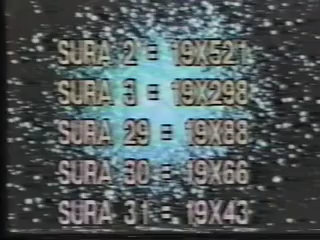 SURA 2 = 19X521
SURA 3 = 19X298
SURA 29 = 19X88
SURA 30 = 19X66
SURA 31 = 19X43